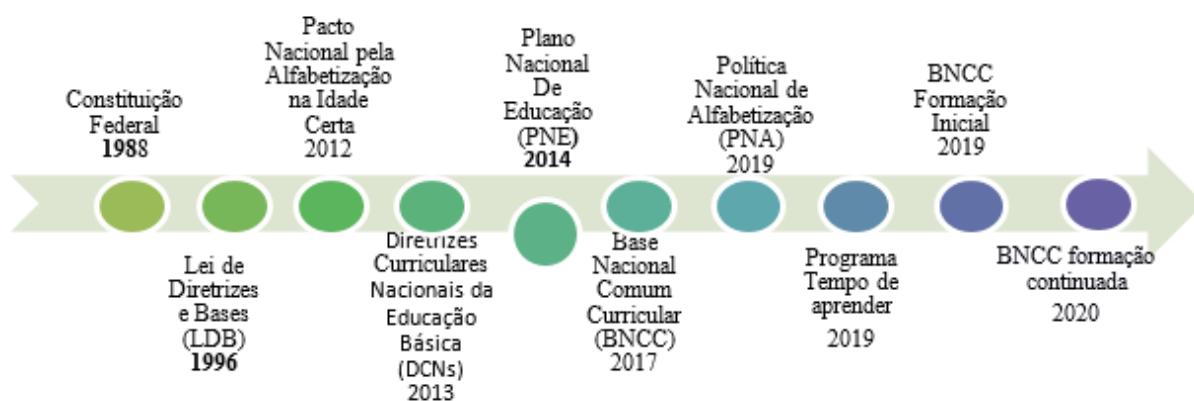 Constituição
Federal
1988
Lei de
Diretrizes
e Bases
(LDB)
1996
Pacto
Nacional pela
Alfabetização
na Idade
Certa
2012
Diretrizes
Curriculares
Nacionais da
Educação
Básica
(DCNs)
2013
Plano
Nacional
De
Educação
(PNE)
2014
Base
Nacional
Comum
Curricular
(BNCC)
2017
Política
Nacional de
Alfabetização
(PNA)
2019
Programa
Tempo de
aprender
2019
BNCC
Formação
Inicial
2019
BNCC formação
continuada
2020